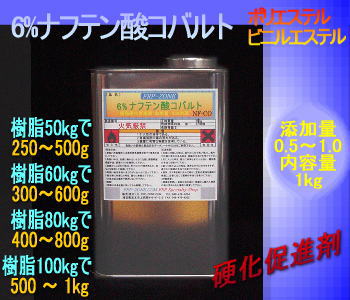 6%ナフテン酸コバルト
ポリエステル
ビニルエステル
樹脂50kgで
250～500g
樹脂60kgで
300～600g
樹脂80kgで
400～800g
樹脂100kgで
500 ～ 1kg
FRP-ZONE
6%ナフテン酸コバルト
NF-CO
火気厳禁
添加量
0.5～1.0
内容量
1kg
硬化促進剤